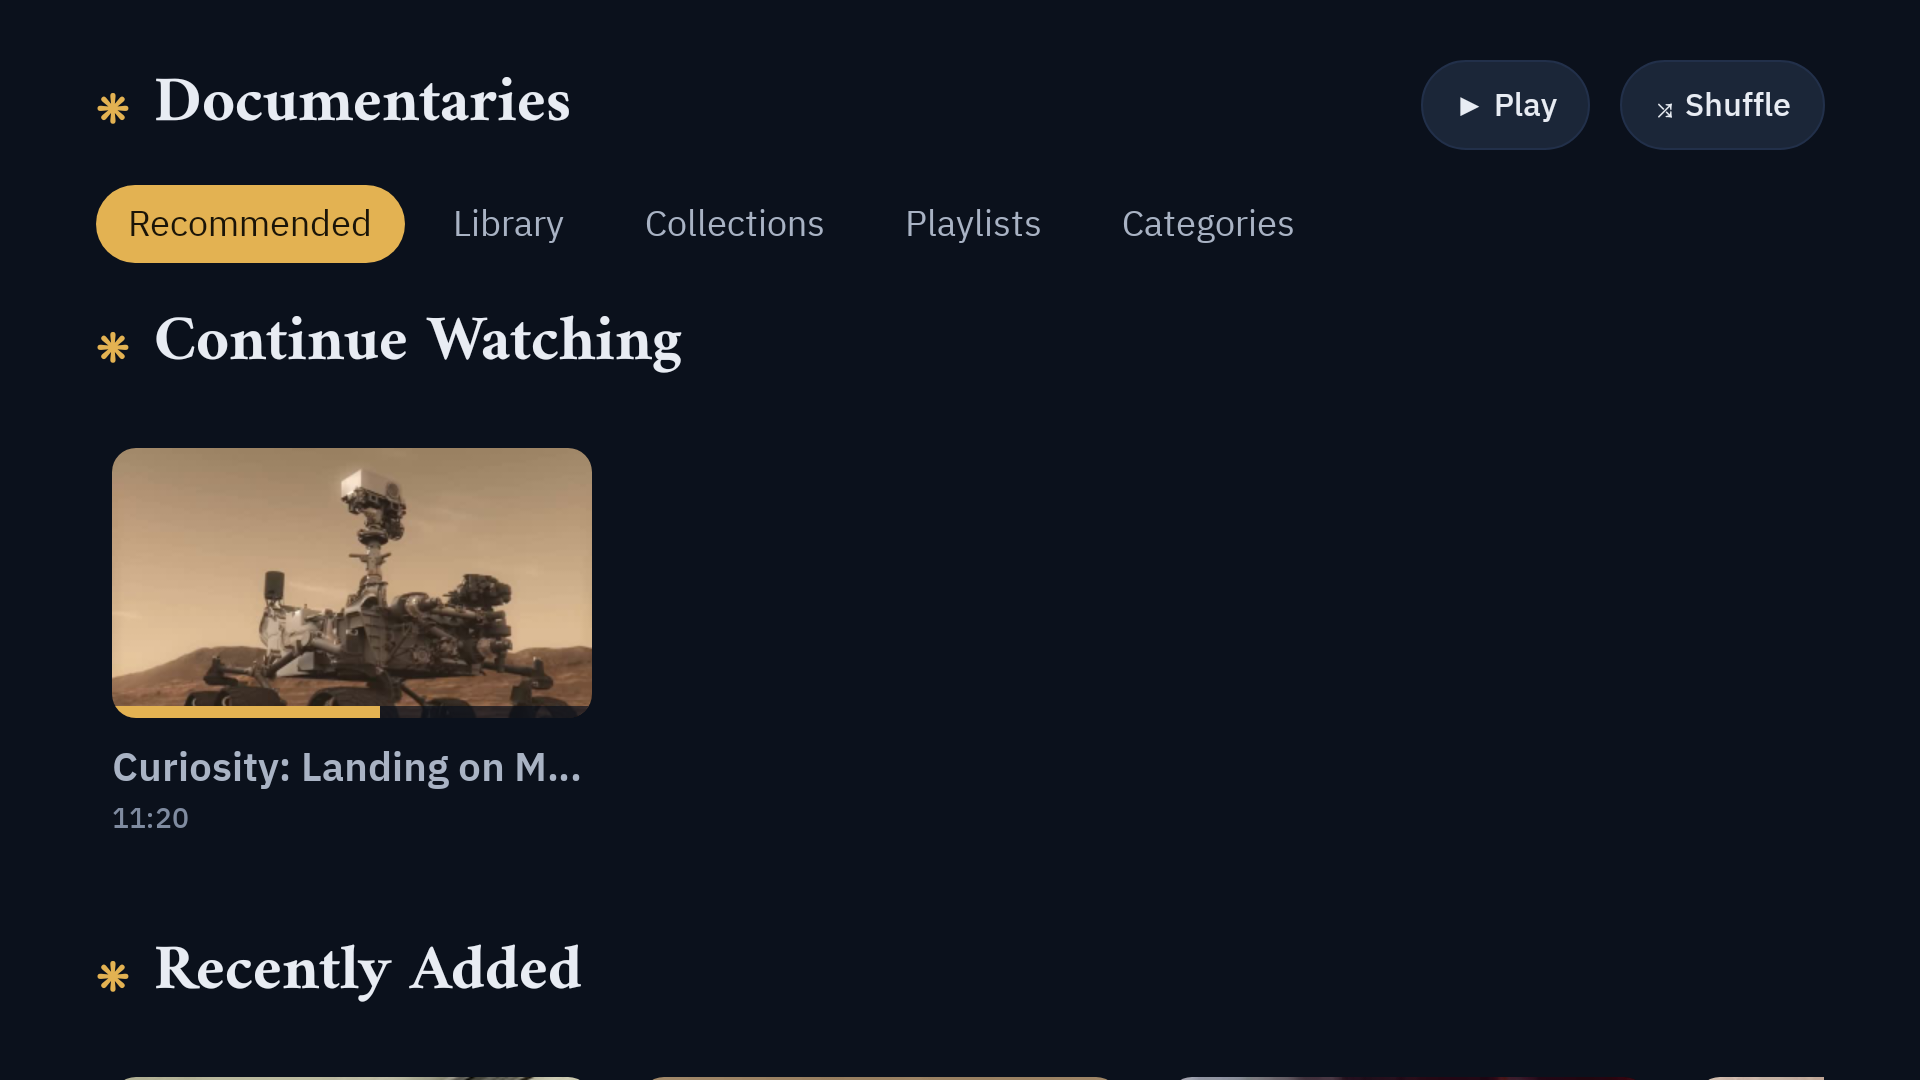 Documentaries
Play
Shuffle
Recommended
Library
Collections
Playlists
Categories
Continue Watching
Curiosity: Landing on M...
11:20
Recently Added